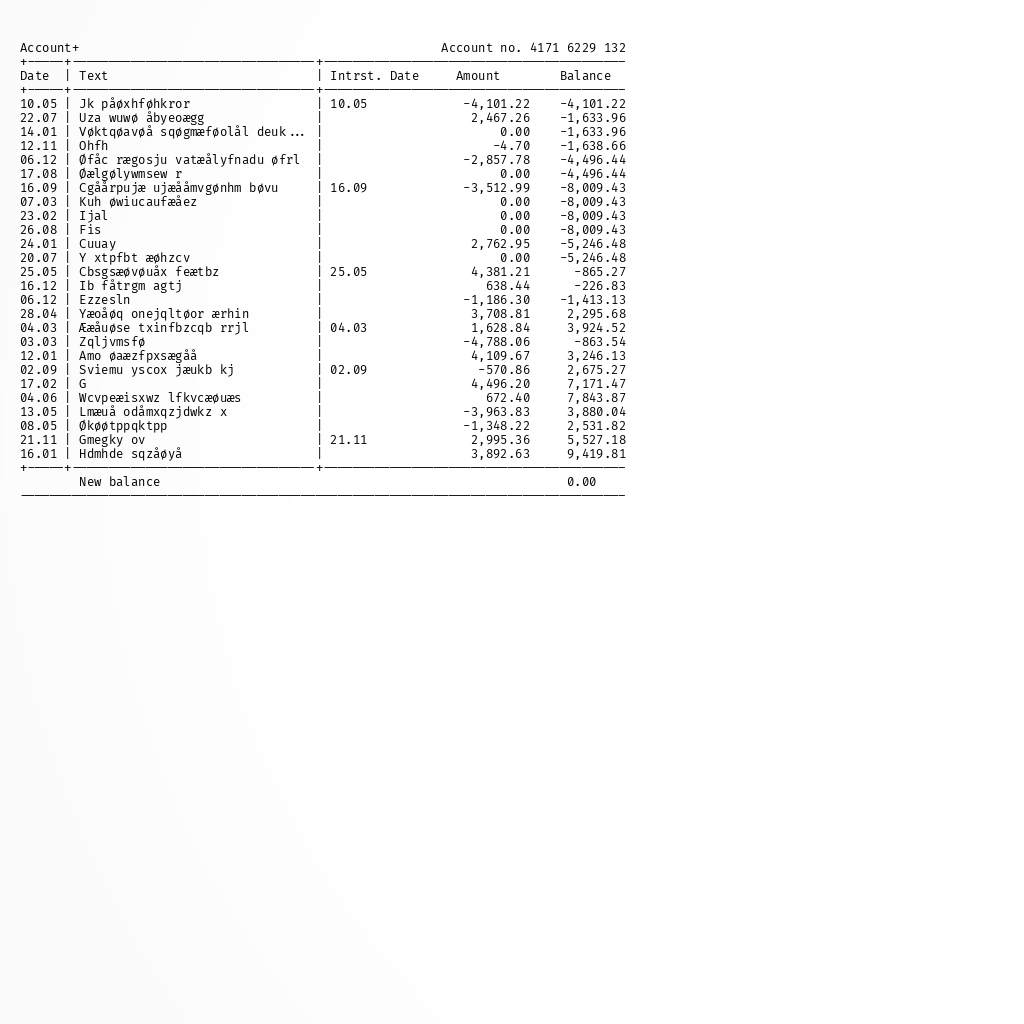 Account+ Account no. 4171 6229 132
Date | Text | Intrst. Date Amount Balance
10.05 | Jk påøxhføhkror | 10.05 -4,101.22 -4,101.22
22.07 | Uza wuwø åbyeoægg | 2,467.26 -1,633.96
14.01 | Vøktqøavøå sqøgmæføolål deuk... | 0.00 -1,633.96
12.11 | Ohfh | -4.70 -1,638.66
06.12 | Øfåc rægosju vatæålyfnadu øfrl | -2,857.78 -4,496.44
17.08 | Øælgølywmsew r | 0.00 -4,496.44
16.09 | Cgåårpujæ ujæååmvgønhm bøvu | 16.09 -3,512.99 -8,009.43
07.03 | Kuh øwiucaufæåez | 0.00 -8,009.43
23.02 | Ijal | 0.00 -8,009.43
26.08 | Fis | 0.00 -8,009.43
24.01 | Cuuay | 2,762.95 -5,246.48
20.07 | Y xtpfbt æøhzcv | 0.00 -5,246.48
25.05 | Cbsgsæøvøuåx feætbz | 25.05 4,381.21 -865.27
16.12 | Ib fåtrgm agtj | 638.44 -226.83
06.12 | Ezzesln | -1,186.30 -1,413.13
28.04 | Yæoåøq onejqltøor ærhin | 3,708.81 2,295.68
04.03 | Ææåuøse txinfbzcqb rrjl | 04.03 1,628.84 3,924.52
03.03 | Zqljvmsfø | -4,788.06 -863.54
12.01 | Amo øaæzfpxsægåå | 4,109.67 3,246.13
02.09 | Sviemu yscox jæukb kj | 02.09 -570.86 2,675.27
17.02 | G | 4,496.20 7,171.47
04.06 | Wcvpeæisxwz lfkvcæøuæs | 672.40 7,843.87
13.05 | Lmæuå odåmxqzjdwkz x | -3,963.83 3,880.04
08.05 | Økøøtppqktpp | -1,348.22 2,531.82
21.11 | Gmegky ov | 21.11 2,995.36 5,527.18
16.01 | Hdmhde sqzåøyå | 3,892.63 9,419.81
New balance 0.00